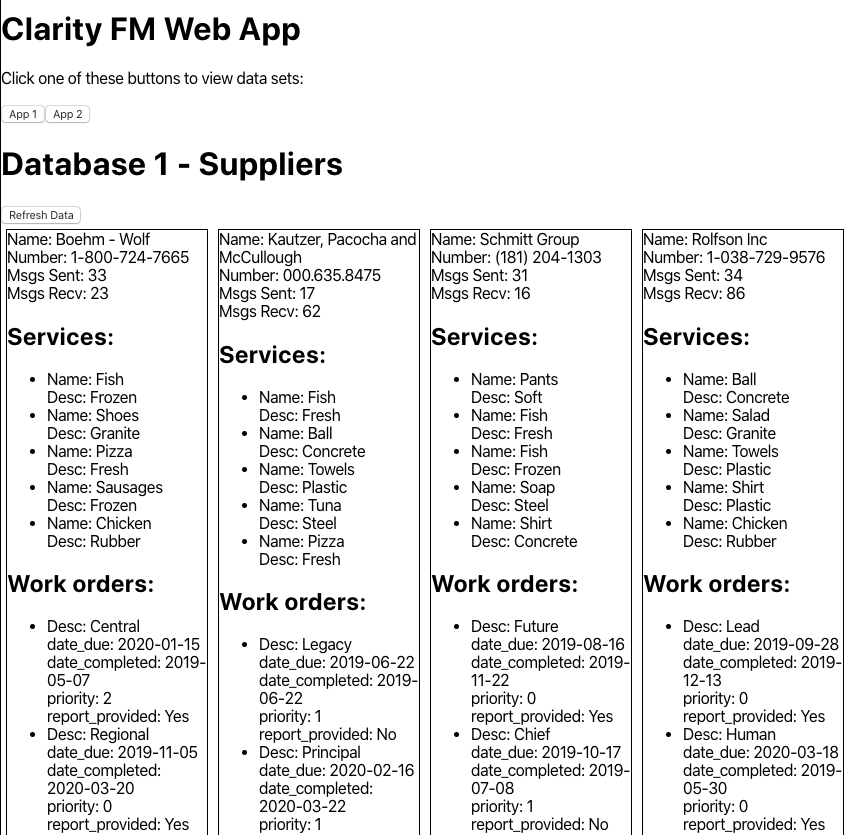 Clarity FM Web App
Click one of these buttons to view data sets:
App 1 App 2
Database 1 - Suppliers
Refresh Data
Name: Boehm - Wolf
Number: 1-800-724-7665
Msgs Sent: 33
Msgs Recv: 23
Services:
Name: Fish
Desc: Frozen
Name: Shoes
Desc: Granite
Name: Pizza
Desc: Fresh
Name: Sausages
Desc: Frozen
Name: Chicken
Desc: Rubber
Work orders:
Desc: Central
date_due: 2020-01-15
date_completed: 2019-
05-07
priority: 2
report_provided: Yes
Desc: Regional
date_due: 2019-11-05
date_completed:
2020-03-20
priority: 0
report_provided: Yes
Name: Kautzer, Pacocha and
McCullough
Number: 000.635.8475
Msgs Sent: 17
Msgs Recv: 62
Services:
Name: Fish
Desc: Fresh
Name: Ball
Desc: Concrete
Name: Towels
Desc: Plastic
Name: Tuna
Desc: Steel
Name: Pizza
Desc: Fresh
Work orders:
Desc: Legacy
date_due: 2019-06-22
date_completed: 2019-
06-22
priority: 1
report_provided: No
Desc: Principal
date_due: 2020-02-16
date_completed:
2020-03-22
priority: 1
Name: Schmitt Group
Number: (181) 204-1303
Msgs Sent: 31
Msgs Recv: 16
Services:
Name: Pants
Desc: Soft
Name: Fish
Desc: Fresh
Name: Fish
Desc: Frozen
Name: Soap
Desc: Steel
Name: Shirt
Desc: Concrete
Work orders:
Desc: Future
date_due: 2019-08-16
date_completed: 2019-
11-22
priority: 0
report_provided: Yes
Desc: Chief
date_due: 2019-10-17
date_completed: 2019-
07-08
priority: 1
report_provided: No
Name: Rolfson Inc
Number: 1-038-729-9576
Msgs Sent: 34
Msgs Recv: 86
Services:
Name: Ball
Desc: Concrete
Name: Salad
Desc: Granite
Name: Towels
Desc: Plastic
Name: Shirt
Desc: Plastic
Name: Chicken
Desc: Rubber
Work orders:
Desc: Lead
date_due: 2019-09-28
date_completed: 2019-
12-13
priority: 0
report_provided: Yes
Desc: Human
date_due: 2020-03-18
date_completed: 2019-
05-30
priority: 0
report_provided: Yes